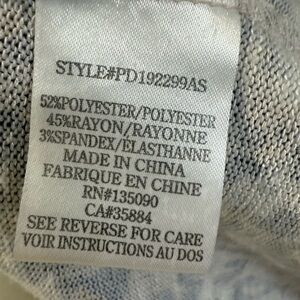 STYLE#PD192299AS
52%POLYESTER/POLYESTER
45%RAYON/RAYONNE
3%SPANDEX/ELASTHANNE
MADE IN CHINA
FABRIQUE EN CHINE
RN#135090
CA#35884
SEE REVERSE FOR CARE
VOIR INSTRUCTIONS AU DOS